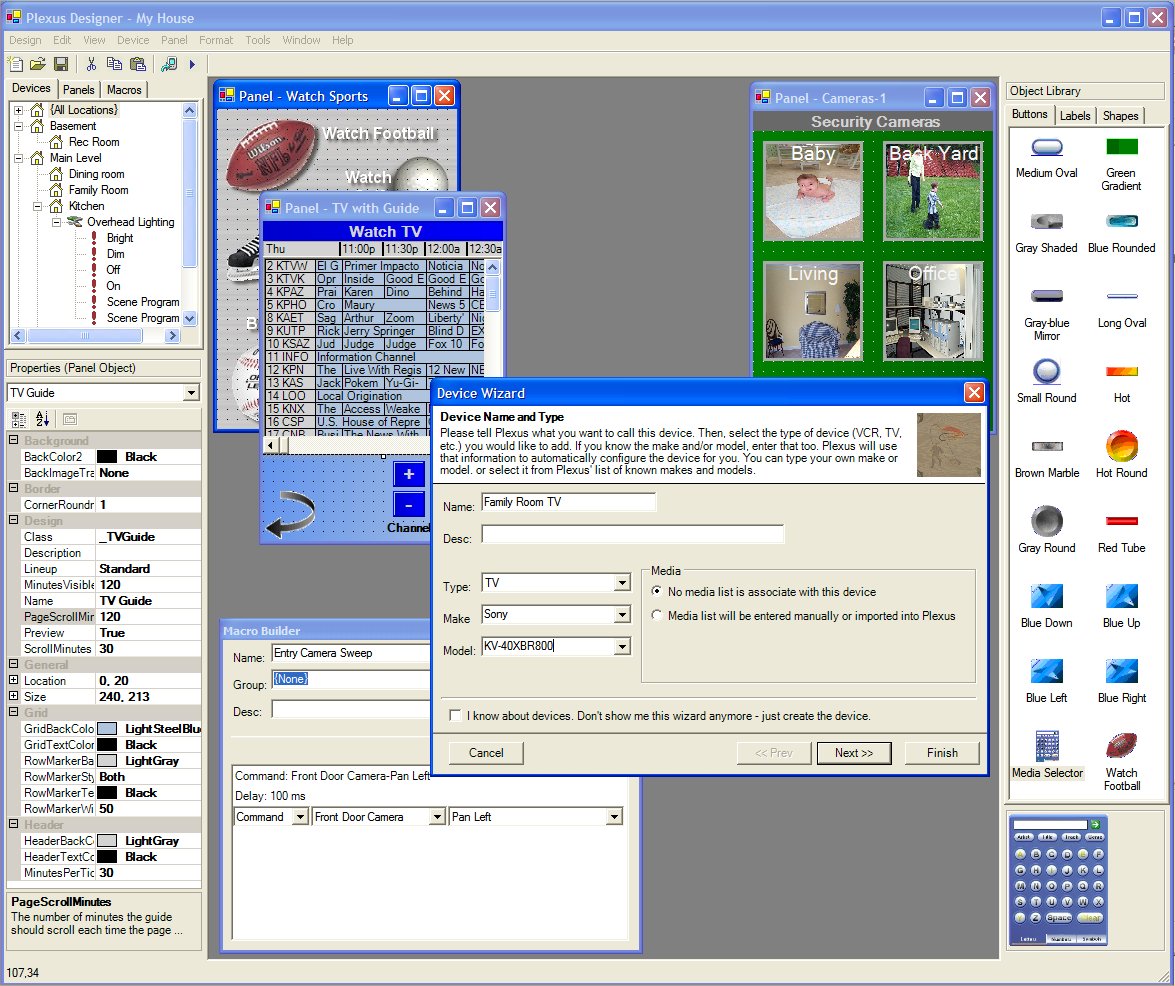 Plexus Designer - My House
Design Edit View Device Panel Format Tools Window Help
Devices Panels Macros
{All Locations}
Basement
Rec Room
Main Level
Dining room
Family Room
Kitchen
Overhead Lighting
Bright
Dim
Off
On
Scene Program
Scene Program
Properties (Panel Object)
TV Guide
Background
BackColor2 Black
BackImageTra None
Border
CornerRoundr 1
Design
Class _TVGuide
Description
Lineup Standard
MinutesVisible 120
Name TV Guide
PageScrollMin 120
Preview True
ScrollMinutes 30
General
Location 0, 20
Size 240, 213
Grid
GridBackColo LightSteelBlu
GridTextColor Black
RowMarkerBa LightGray
RowMarkerSty Both
RowMarkerTe Black
RowMarkerWi 50
Header
HeaderBackCo LightGray
HeaderTextCo Black
MinutesPerTic 30
PageScrollMinutes
The number of minutes the guide
should scroll each time the page ...
107,34
Panel - Watch Sports
Wilson
Watch Football
Watch
Panel - TV with Guide
Watch TV
Thu 11:00p 11:30p 12:00a 12:30a
2 KTVW El G Primer Impacto Noticia No
3 KTVK Opr Inside Good E Good E Go
4 KPAZ Prai Karen Dino Behind Ha
5 KPHO Cro Maury News 5 CE
8 KAET Sag Arthur Zoom Liberty' Nic
9 KUTP Rick Jerry Springer Blind D EX
10 KSAZ Jud Judge Judge Fox 10 Fo
11 INFO Information Channel
12 KPN The Live With Regis 12 New NE
13 KAS Jack Pokem Yu-Gi-
14 LOO Local Origination
15 KNX The Access Weake
16 CSP U.S. House of Repre
17 CNB Busi The News With
+
-
Channel
Panel - Cameras-1
Security Cameras
Baby Back Yard
Living Office
Device Wizard
Device Name and Type
Please tell Plexus what you want to call this device. Then, select the type of device (VCR, TV,
etc.) you would like to add. If you know the make and/or model, enter that too. Plexus will use
that information to automatically configure the device for you. You can type your own make or
model. or select it from Plexus' list of known makes and models.
Name: Family Room TV
Desc:
Type: TV
Make Sony
Model: KV-40XBR800
Media
No media list is associate with this device
Media list will be entered manually or imported into Plexus
I know about devices. Don't show me this wizard anymore - just create the device.
Cancel << Prev Next >> Finish
Macro Builder
Name: Entry Camera Sweep
Group: {None}
Desc:
Command: Front Door Camera-Pan Left
Delay: 100 ms
Command Front Door Camera Pan Left
Object Library
Buttons Labels Shapes
Medium Oval Green
Gradient
Gray Shaded Blue Rounded
Gray-blue
Mirror Long Oval
Small Round Hot
Brown Marble Hot Round
Gray Round Red Tube
Blue Down Blue Up
Blue Left Blue Right
Media Selector Watch
Football
Artist Title Track Genre
A B C D E F
G H I J K L
M N O P Q R
S T U V W X
Y Z Space Clear
Letters Numbers Symbols